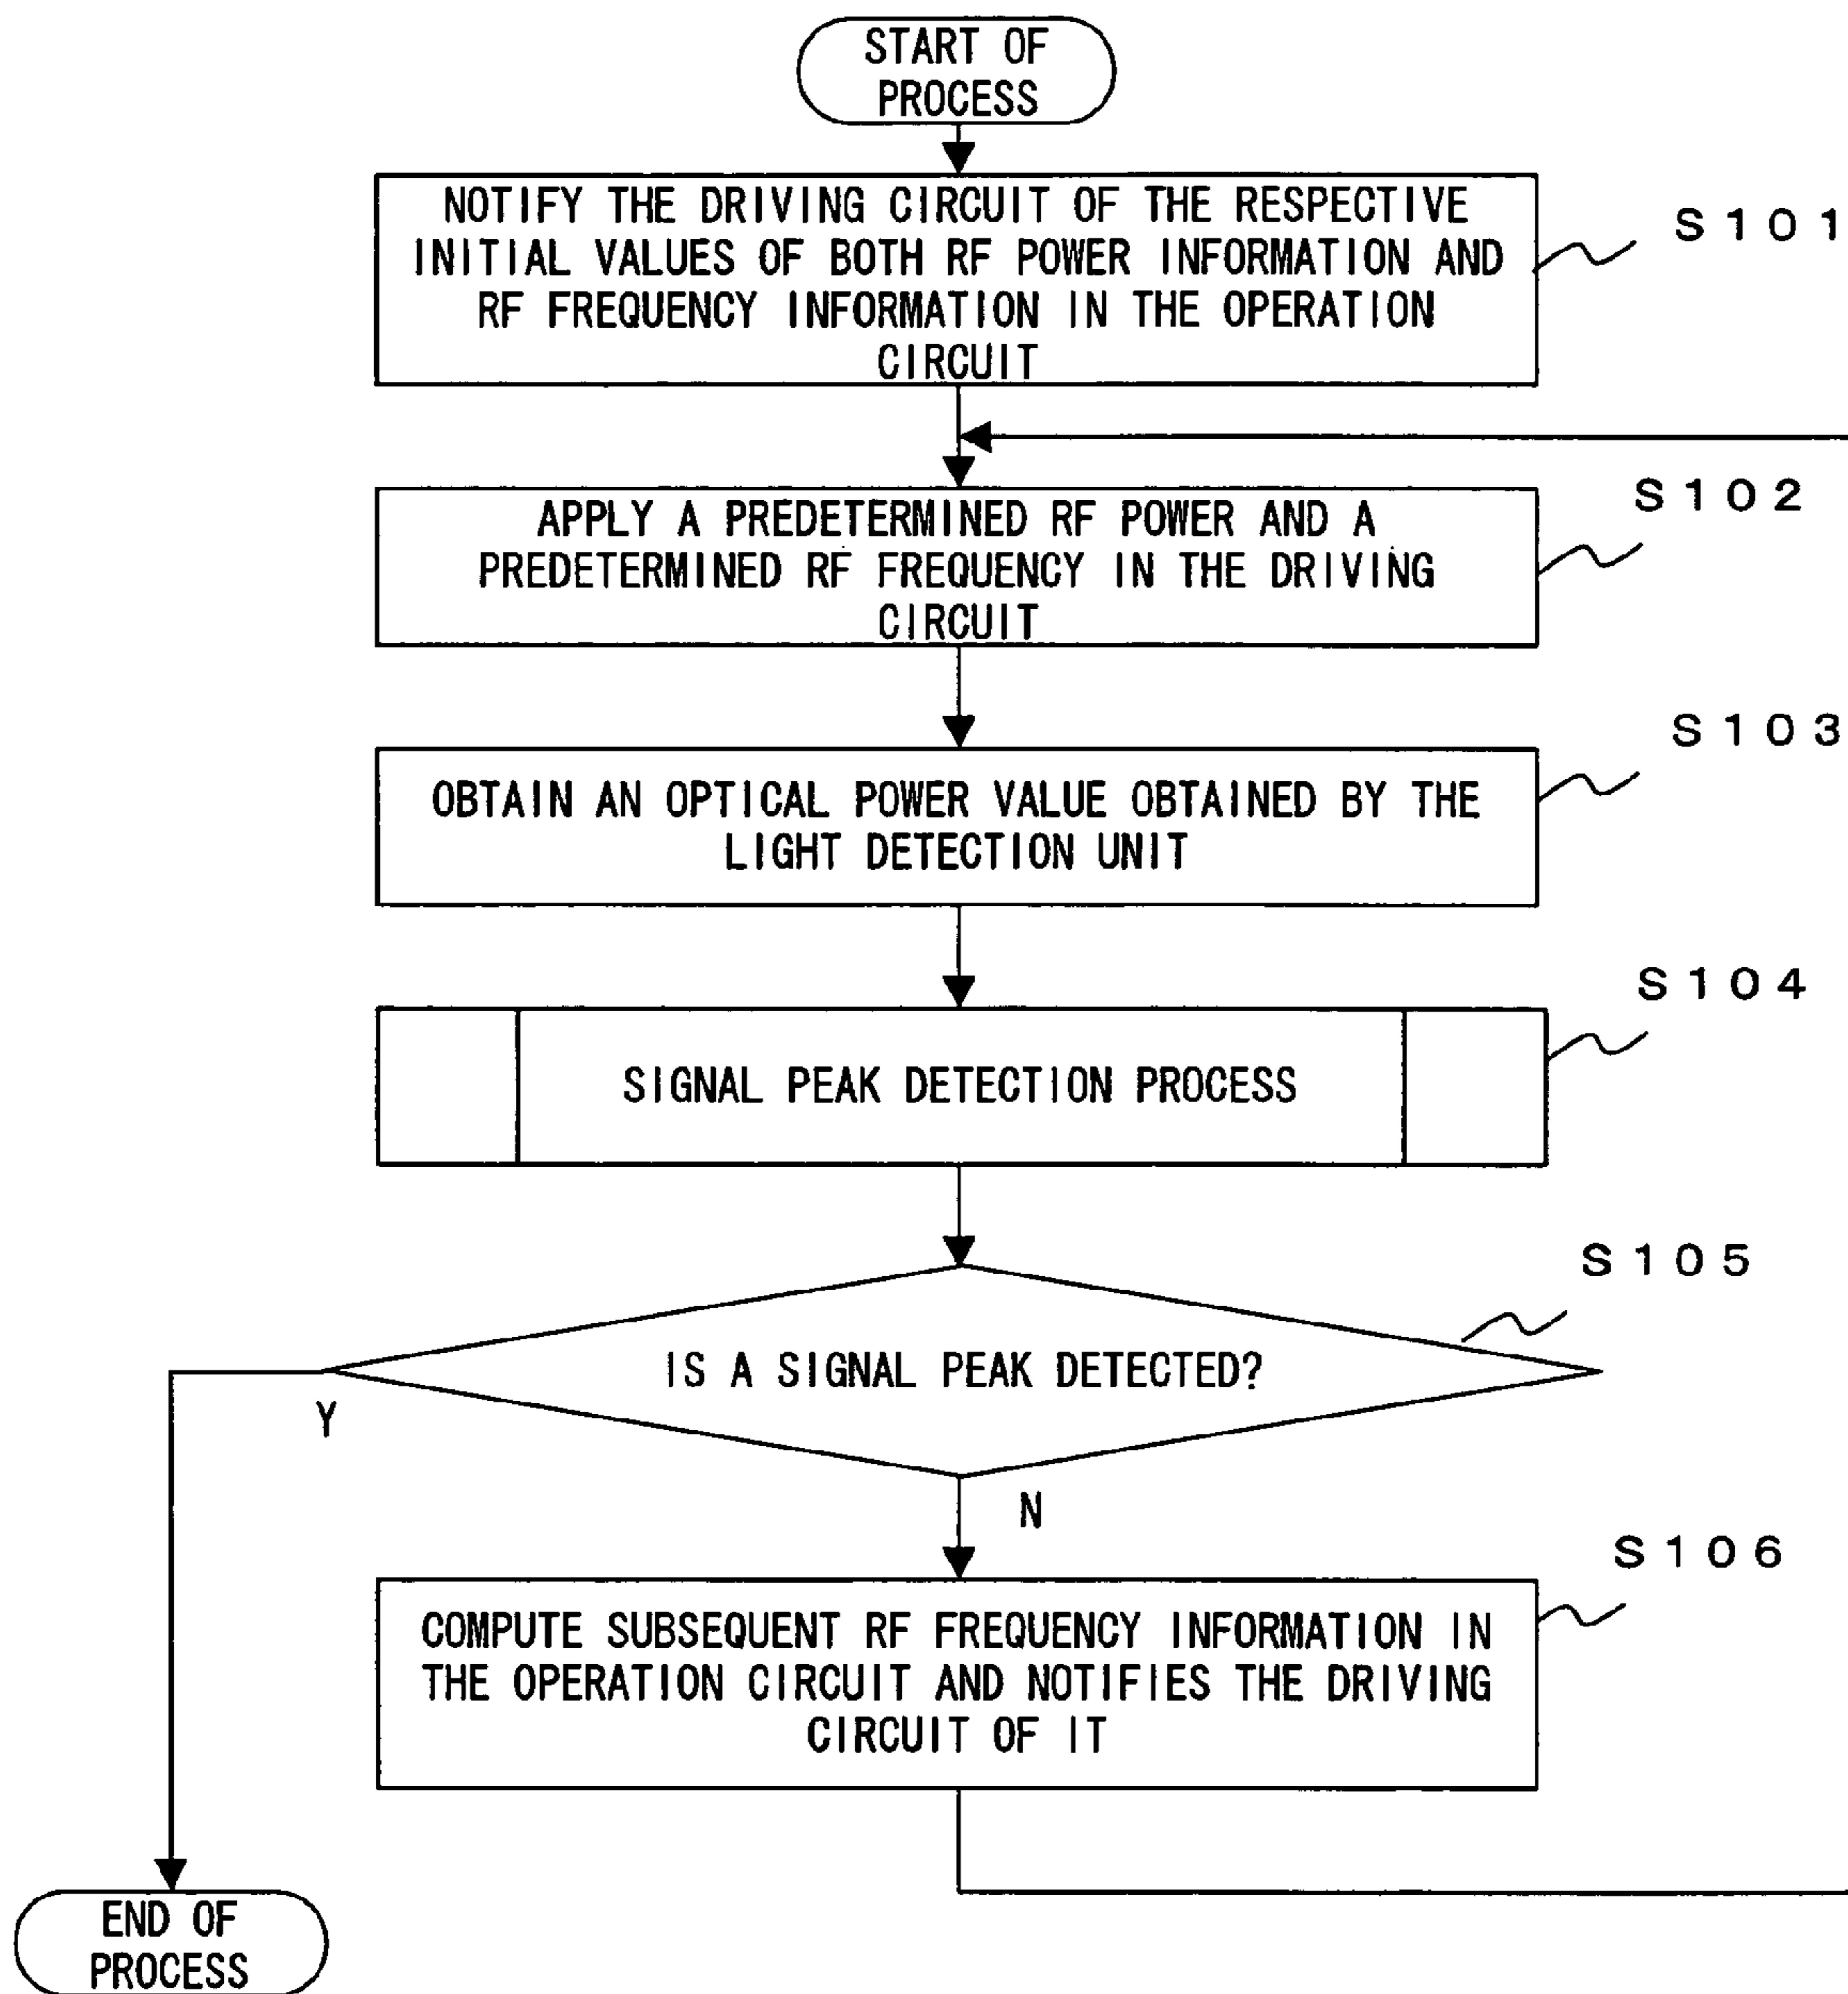 START OF
PROCESS
NOTIFY THE DRIVING CIRCUIT OF THE RESPECTIVE
INITIAL VALUES OF BOTH RF POWER INFORMATION AND
RF FREQUENCY INFORMATION IN THE OPERATION
CIRCUIT
S101
APPLY A PREDETERMINED RF POWER AND A
PREDETERMINED RF FREQUENCY IN THE DRIVING
CIRCUIT
S102
OBTAIN AN OPTICAL POWER VALUE OBTAINED BY THE
LIGHT DETECTION UNIT
S103
SIGNAL PEAK DETECTION PROCESS
S104
IS A SIGNAL PEAK DETECTED?
S105
Y
N
COMPUTE SUBSEQUENT RF FREQUENCY INFORMATION IN
THE OPERATION CIRCUIT AND NOTIFIES THE DRIVING
CIRCUIT OF IT
S106
END OF
PROCESS